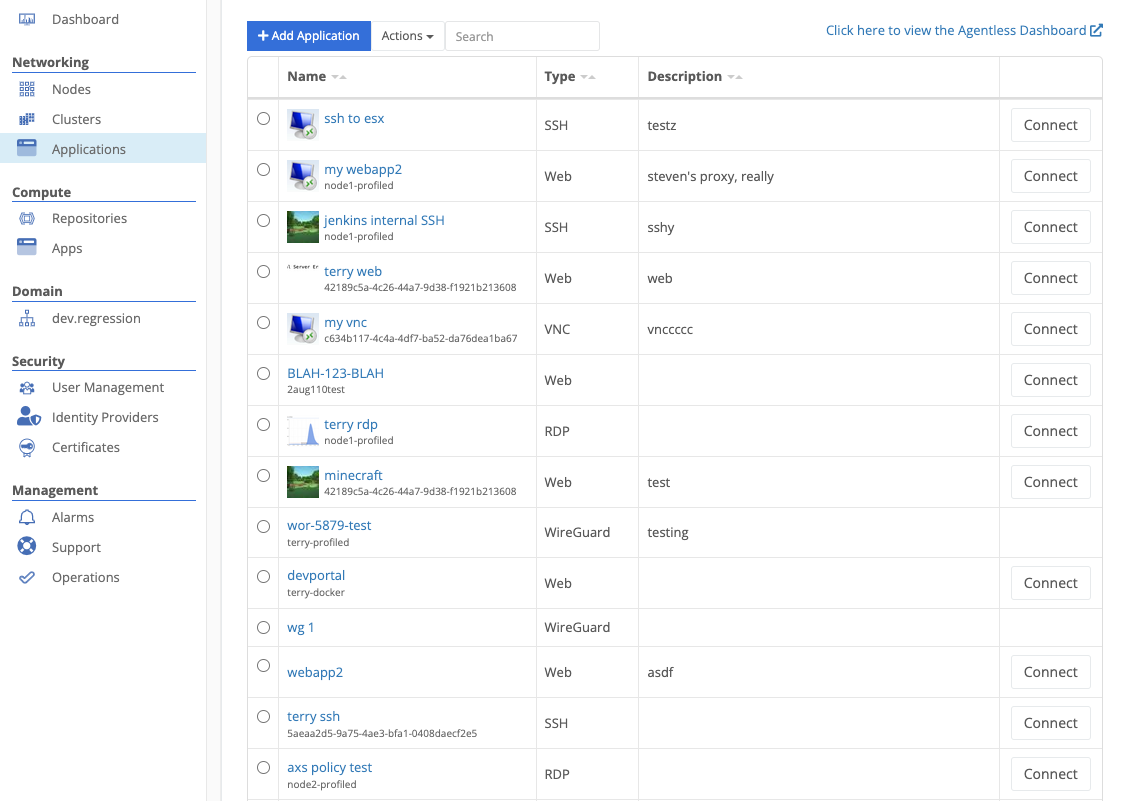 Dashboard
Networking
Nodes
Clusters
Applications
Compute
Repositories
Apps
Domain
dev.regression
Security
User Management
Identity Providers
Certificates
Management
Alarms
Support
Operations
+ Add Application Actions Search
Click here to view the Agentless Dashboard
Name Type Description
ssh to esx
SSH testz Connect
my webapp2
node1-profiled
Web steven's proxy, really Connect
jenkins internal SSH
node1-profiled
SSH sshy Connect
terry web
42189c5a-4c26-44a7-9d38-f1921b213608
Web web Connect
my vnc
c634b117-4c4a-4df7-ba52-da76dea1ba67
VNC vnccccc Connect
BLAH-123-BLAH
2aug110test
Web Connect
terry rdp
node1-profiled
RDP Connect
minecraft
42189c5a-4c26-44a7-9d38-f1921b213608
Web test Connect
wor-5879-test
terry-profiled
WireGuard testing
devportal
terry-docker
Web Connect
wg 1 WireGuard
webapp2 Web asdf Connect
terry ssh
5aeaa2d5-9a75-4ae3-bfa1-0408daecf2e5
SSH Connect
axs policy test
node2-profiled
RDP Connect